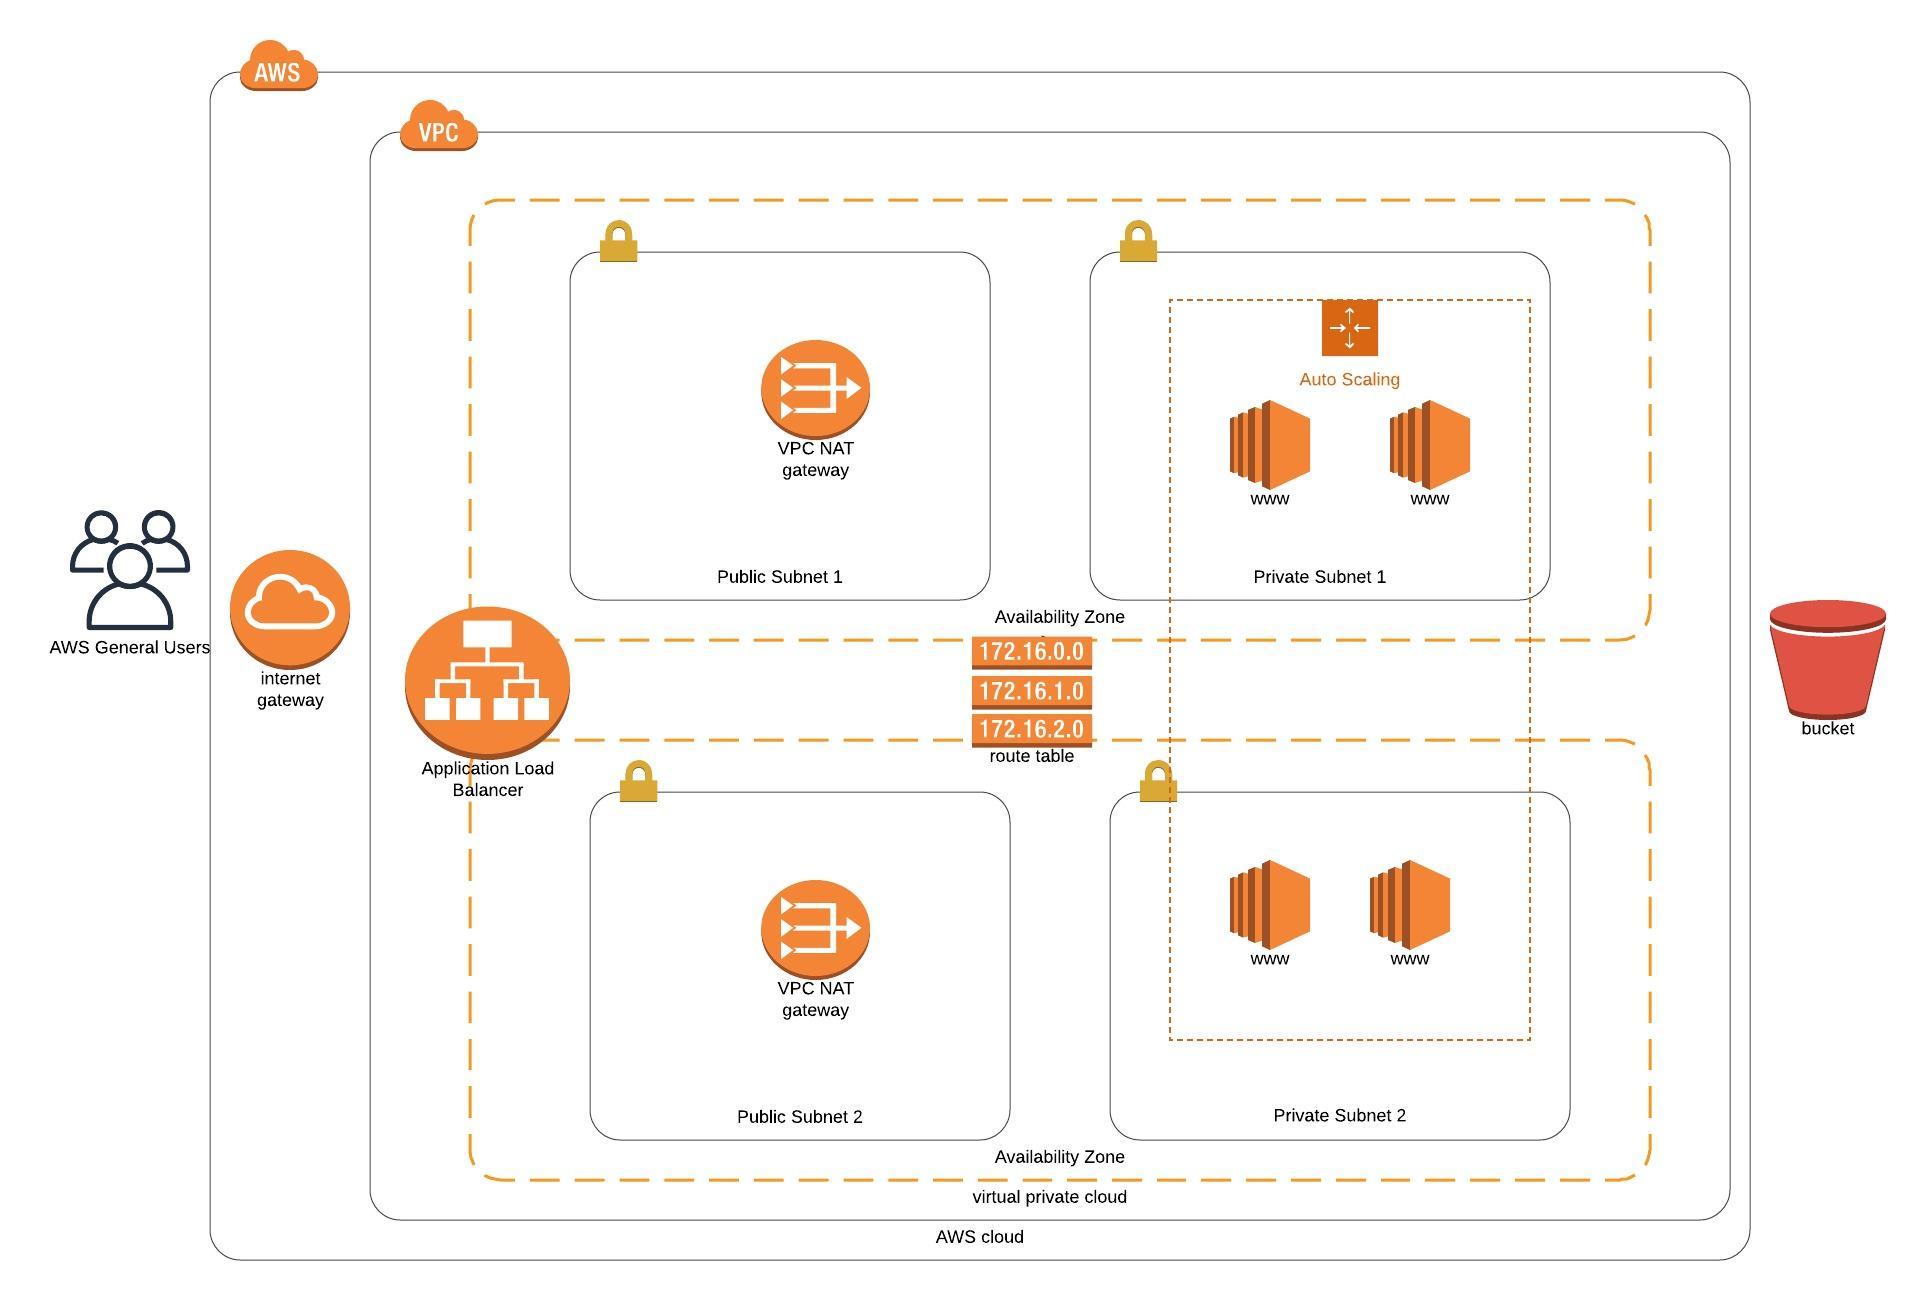 AWS
VPC
Auto Scaling
VPC NAT
gateway
www
www
Public Subnet 1
Private Subnet 1
Availability Zone
AWS General Users
internet
gateway
172.16.0.0
172.16.1.0
172.16.2.0
route table
bucket
Application Load
Balancer
www
www
VPC NAT
gateway
Public Subnet 2
Private Subnet 2
Availability Zone
virtual private cloud
AWS cloud